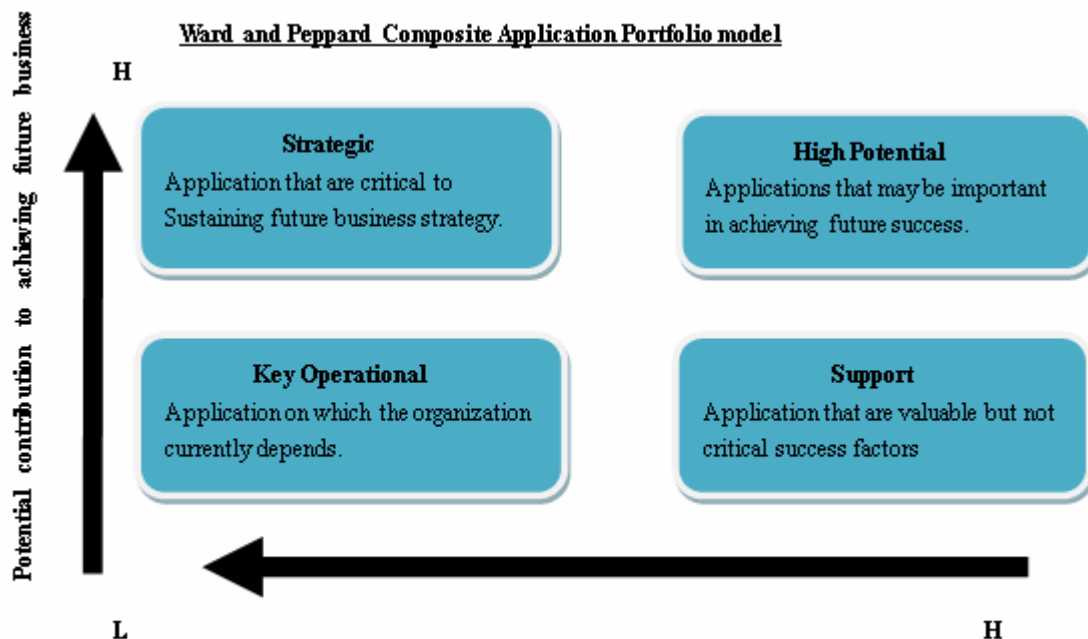 Ward and Peppard Composite Application Portfolio model
Potential contribution to achieving future business
H
Strategic
Application that are critical to
Sustaining future business strategy.
High Potential
Applications that may be important
in achieving future success.
Key Operational
Application on which the organization
currently depends.
Support
Application that are valuable but not
critical success factors
L
H